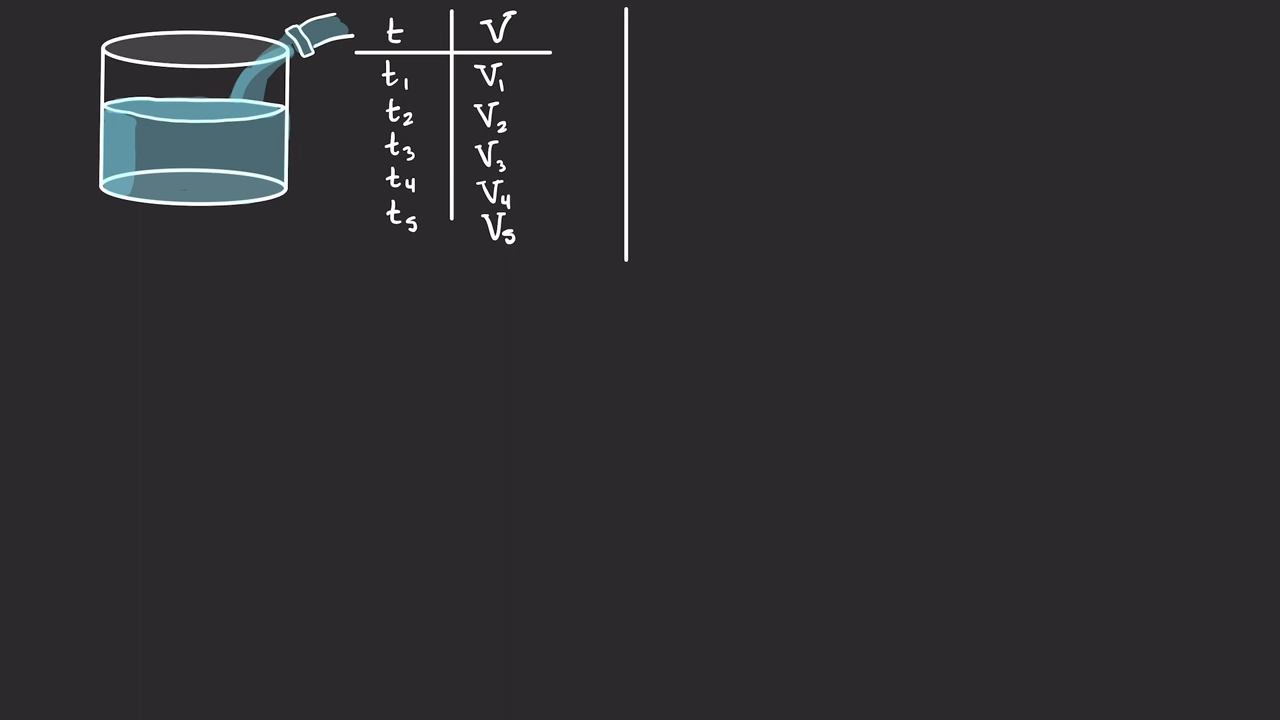 t V
t₁ V₁
t₂ V₂
t₃ V₃
t₄ V₄
t₅ V₅